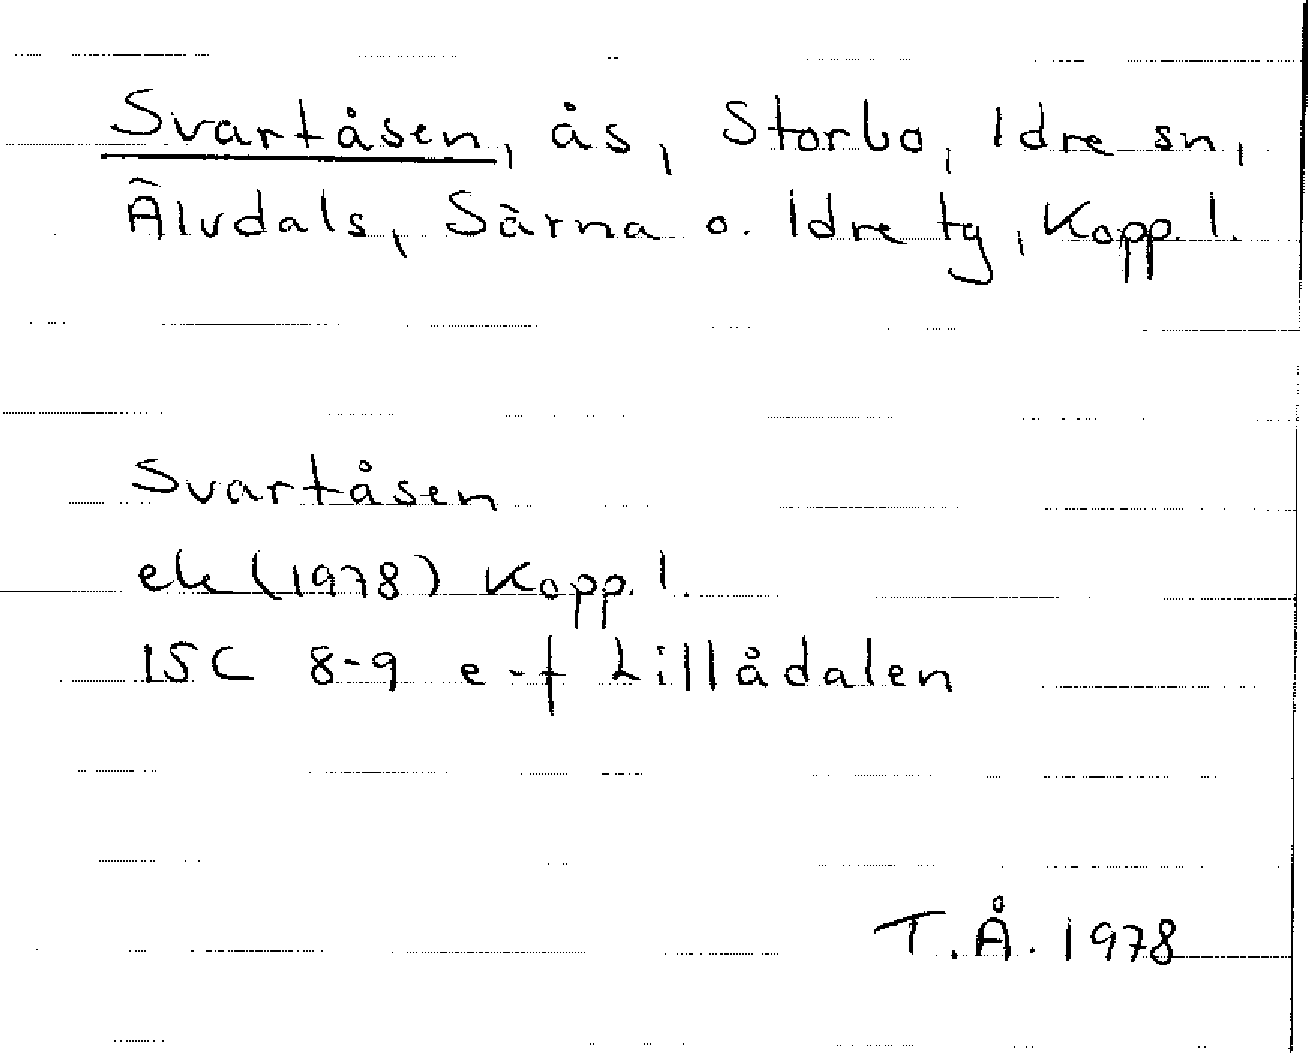 Svartåsen, ås, Storbo, Idre sn,
Älvdals, Särna o. Idre tg, Kopp. l.
Svartåsen
ek (1978) Kopp. l.
15C 8-9 e-f Lillådalen
T.Å. 1978